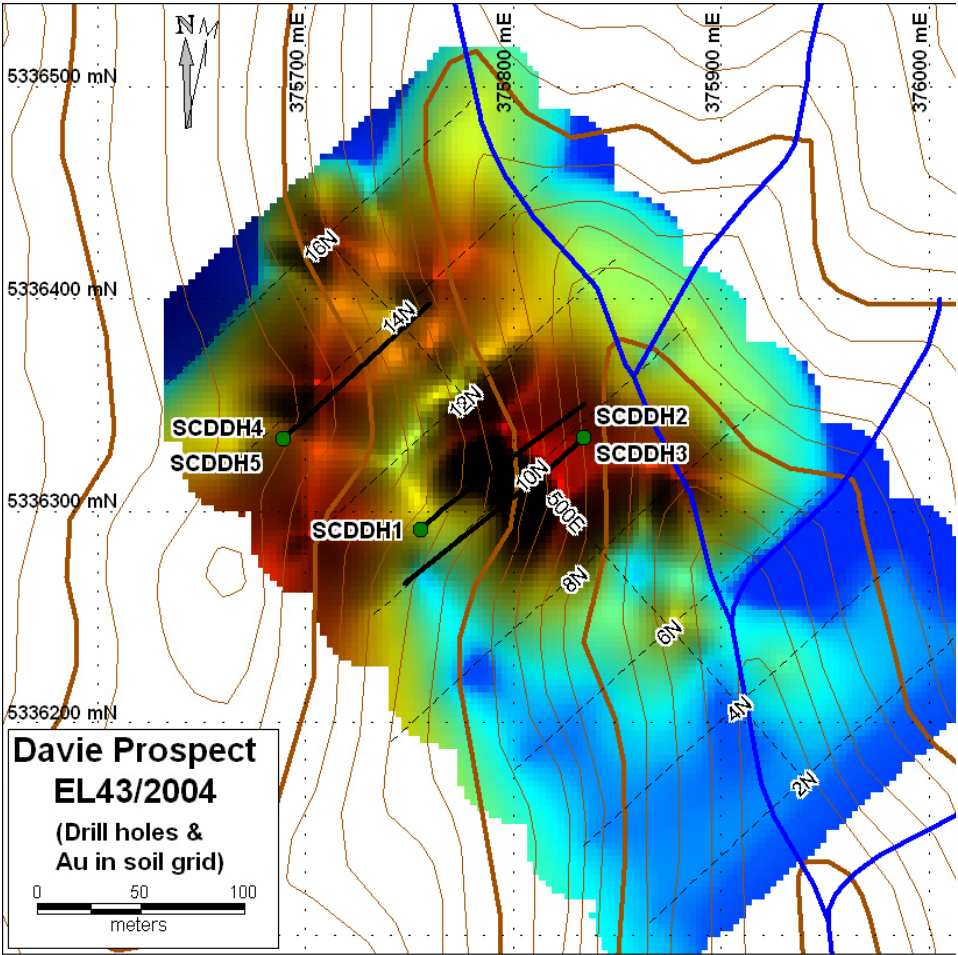 N M
375700 mE
375800 mE
375900 mE
376000 mE
5336500 mN
16N
5336400 mN
14N
12N
SCDDH4
SCDDH2
SCDDH5
SCDDH3
10N
5336300 mN
500E
SCDDH1
8N
6N
5336200 mN
4N
2N
Davie Prospect
EL43/2004
(Drill holes &
Au in soil grid)
0 50 100
meters